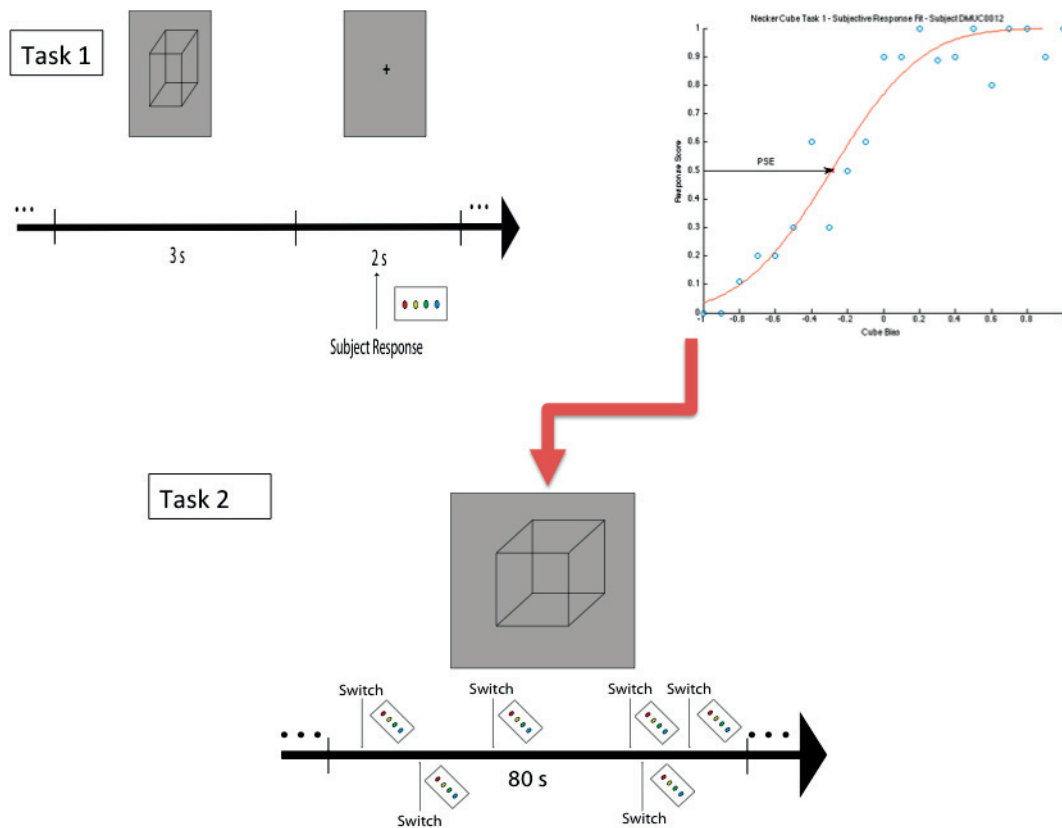 Task 1
...
...
3 s
2 s
Subject Response
Necker Cube Task 1 - Subjective Response Fit - Subject DMUC0012
1
0.9
0.8
0.7
0.6
0.5
0.4
0.3
0.2
0.1
0
Response Score
PSE
-1
-0.8
-0.6
-0.4
-0.2
0
0.2
0.4
0.6
0.8
Cube Bias
Task 2
Switch
Switch
Switch
Switch
80 s
Switch
Switch